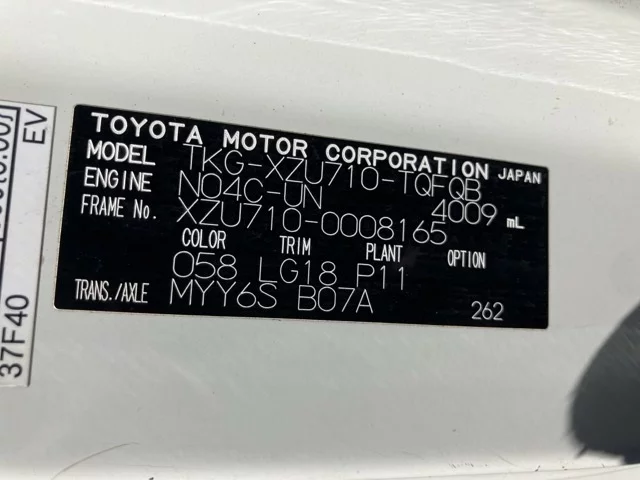 TOYOTA MOTOR CORPORATION JAPAN
MODEL TKG-XZU710-TQFQB
ENGINE N04C-UN 4009 mL
FRAME No. XZU710-0008165
COLOR TRIM PLANT OPTION
058 LG18 P11
TRANS./AXLE MYY6S B07A 262
EV
37F40